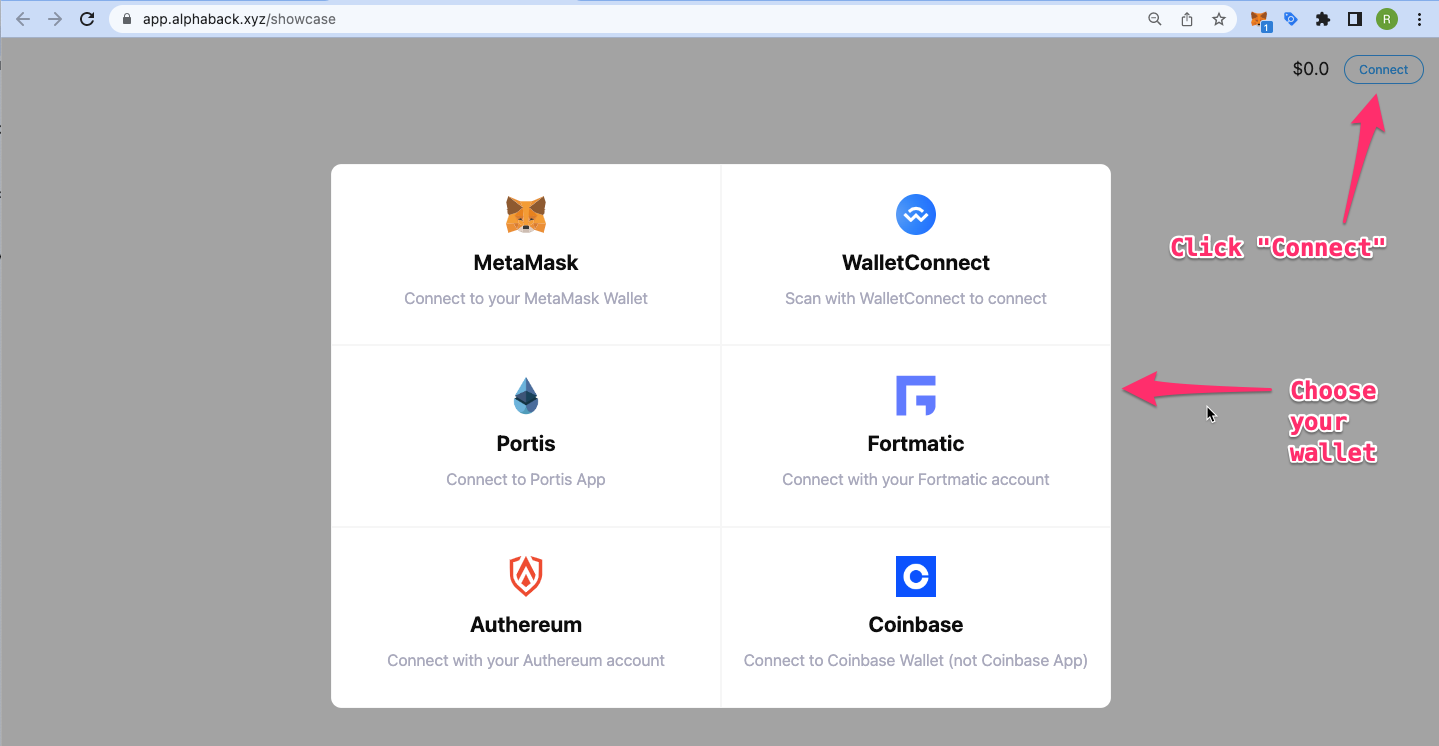 app.alphaback.xyz/showcase
1
R
$0.0
Connect
Click "Connect"
MetaMask
Connect to your MetaMask Wallet
WalletConnect
Scan with WalletConnect to connect
Portis
Connect to Portis App
Fortmatic
Connect with your Fortmatic account
Choose
your
wallet
Authereum
Connect with your Authereum account
Coinbase
Connect to Coinbase Wallet (not Coinbase App)